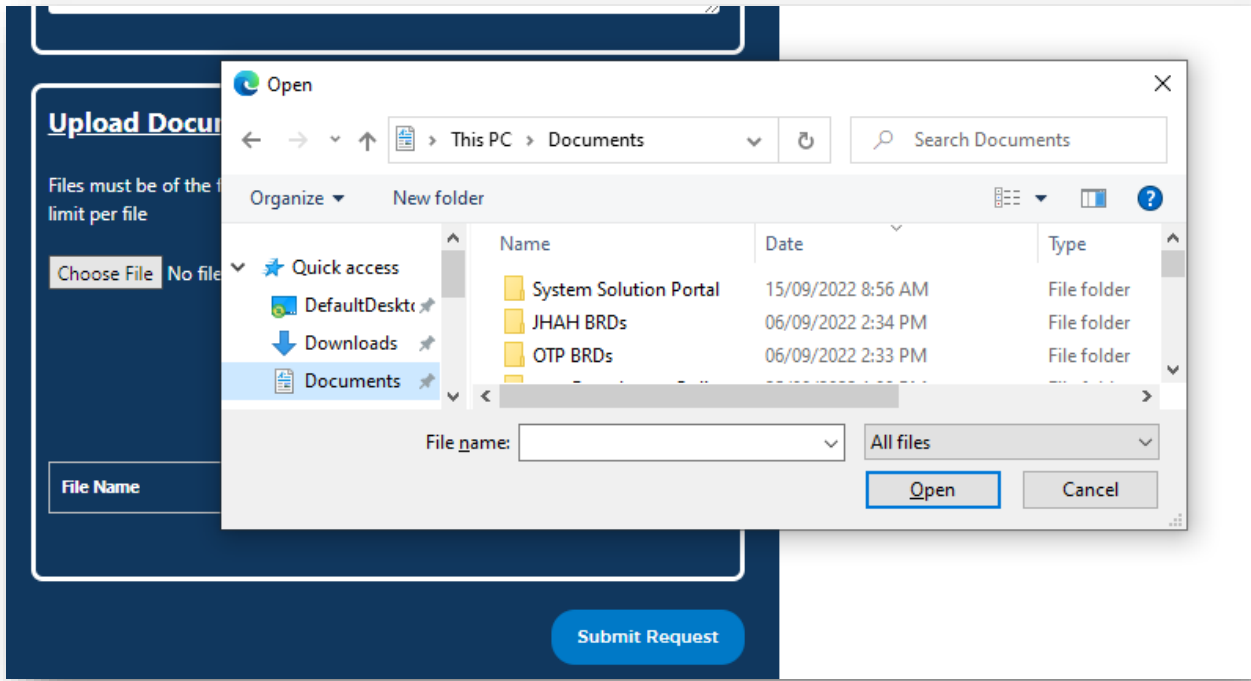 Open
Upload
This PC > Documents
Search Documents
Files must be of the
limit per file
Organize
New folder
Name
Date
Type
Choose File No file
Quick access
System Solution Portal 15/09/2022 8:56 AM File folder
DefaultDeskt
JHAH BRDs 06/09/2022 2:34 PM File folder
Downloads
OTP BRDs 06/09/2022 2:33 PM File folder
Documents
File name:
All files
File Name
Open
Cancel
Submit Request